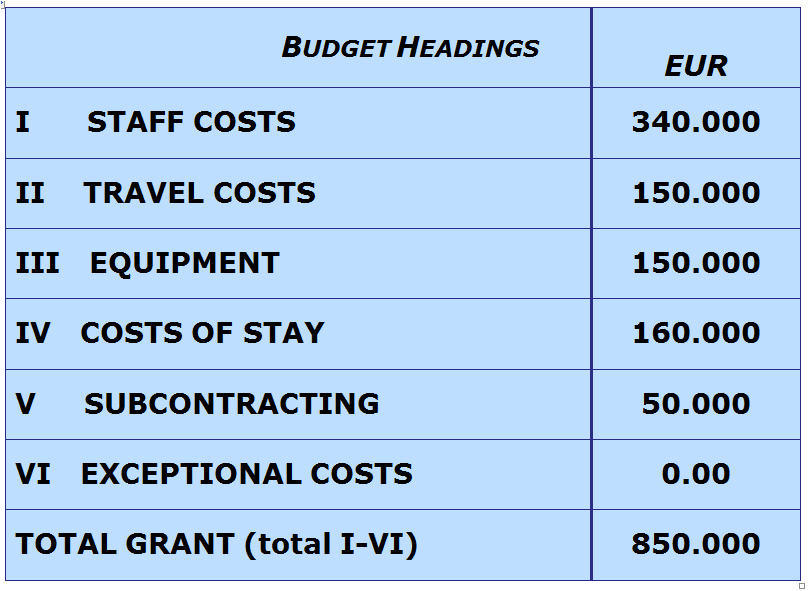 BUDGET HEADINGS EUR
I STAFF COSTS 340.000
II TRAVEL COSTS 150.000
III EQUIPMENT 150.000
IV COSTS OF STAY 160.000
V SUBCONTRACTING 50.000
VI EXCEPTIONAL COSTS 0.00
TOTAL GRANT (total I-VI) 850.000